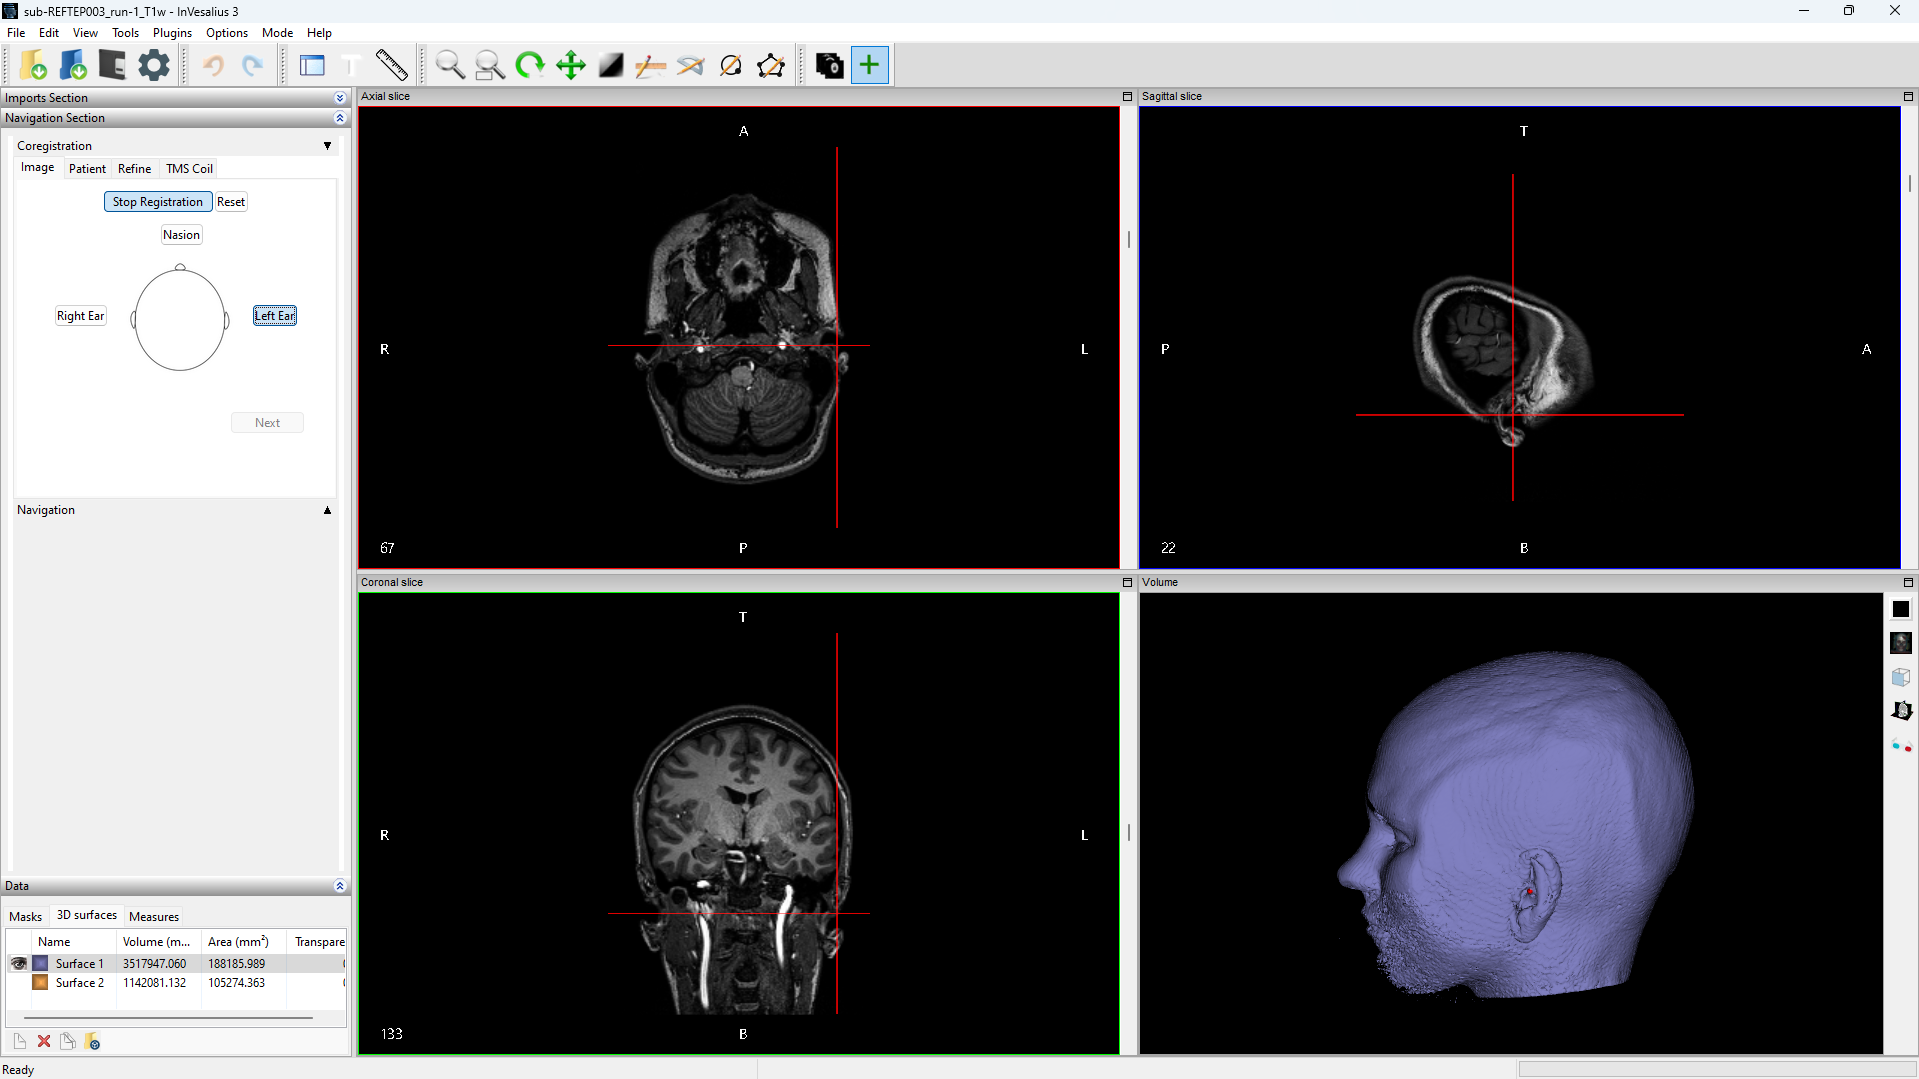 sub-REFTEP003_run-1_T1w - InVesalius 3
File Edit View Tools Plugins Options Mode Help
Imports Section
Navigation Section
Coregistration
Image Patient Refine TMS Coil
Stop Registration Reset
Nasion
Right Ear
Left Ear
Next
Navigation
Data
Masks 3D surfaces Measures
Name Volume (m... Area (mm²) Transpare
Surface 1 3517947.060 188185.989
Surface 2 1142081.132 105274.363
Ready
Axial slice
A
R
L
67
P
Sagittal slice
T
P
A
22
B
Coronal slice
T
R
L
133
B
Volume